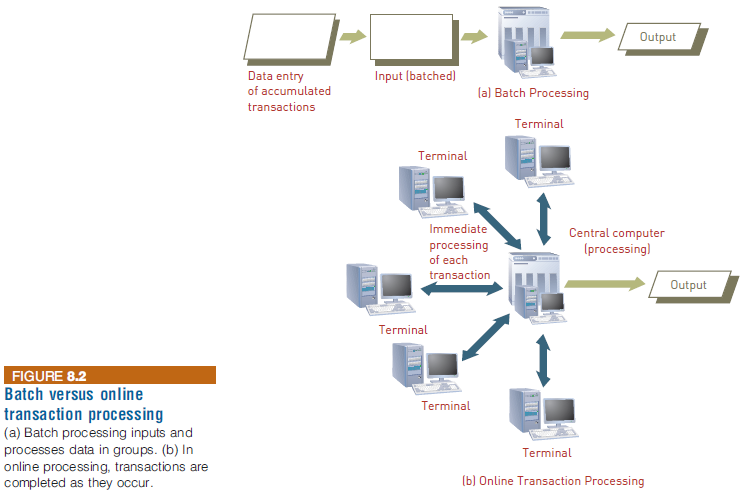 Output
Data entry
of accumulated
transactions
Input (batched)
(a) Batch Processing
Terminal
Terminal
Immediate
processing
of each
transaction
Central computer
(processing)
Output
Terminal
Terminal
Terminal
(b) Online Transaction Processing
FIGURE 8.2
Batch versus online
transaction processing
(a) Batch processing inputs and
processes data in groups. (b) In
online processing, transactions are
completed as they occur.